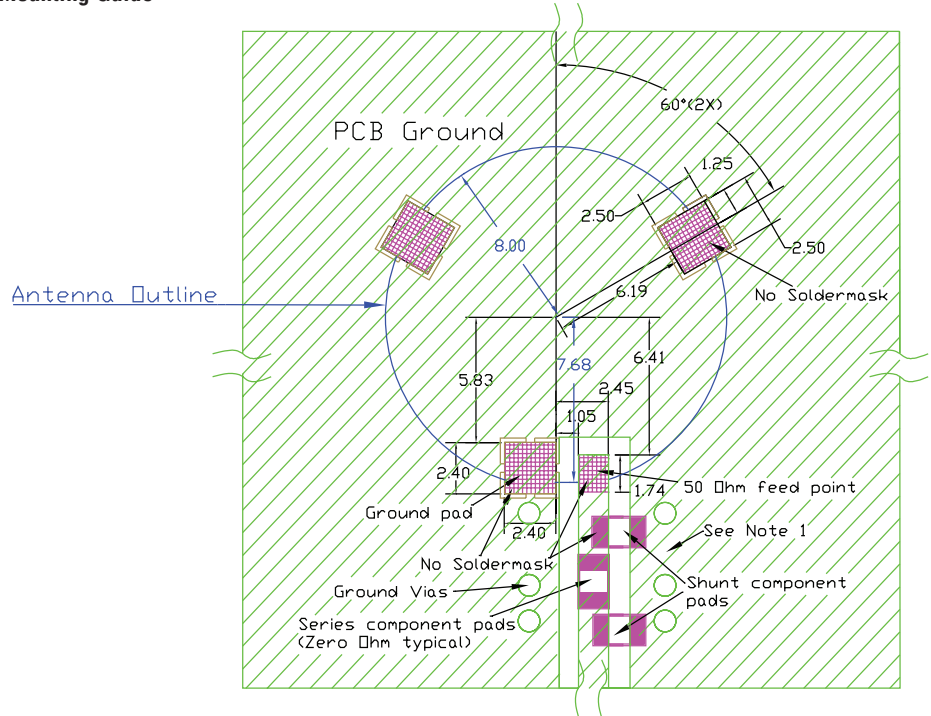 60°(2X)
PCB Ground
1.25
2.50
8.00
2.50
6.19
Antenna Outline
No Soldermask
7.68
6.41
5.83
2.45
1.05
2.40
1.74
50 Ohm feed point
Ground pad
2.40
See Note 1
No Soldermask
Ground Vias
Shunt component
pads
Series component pads
(Zero Ohm typical)